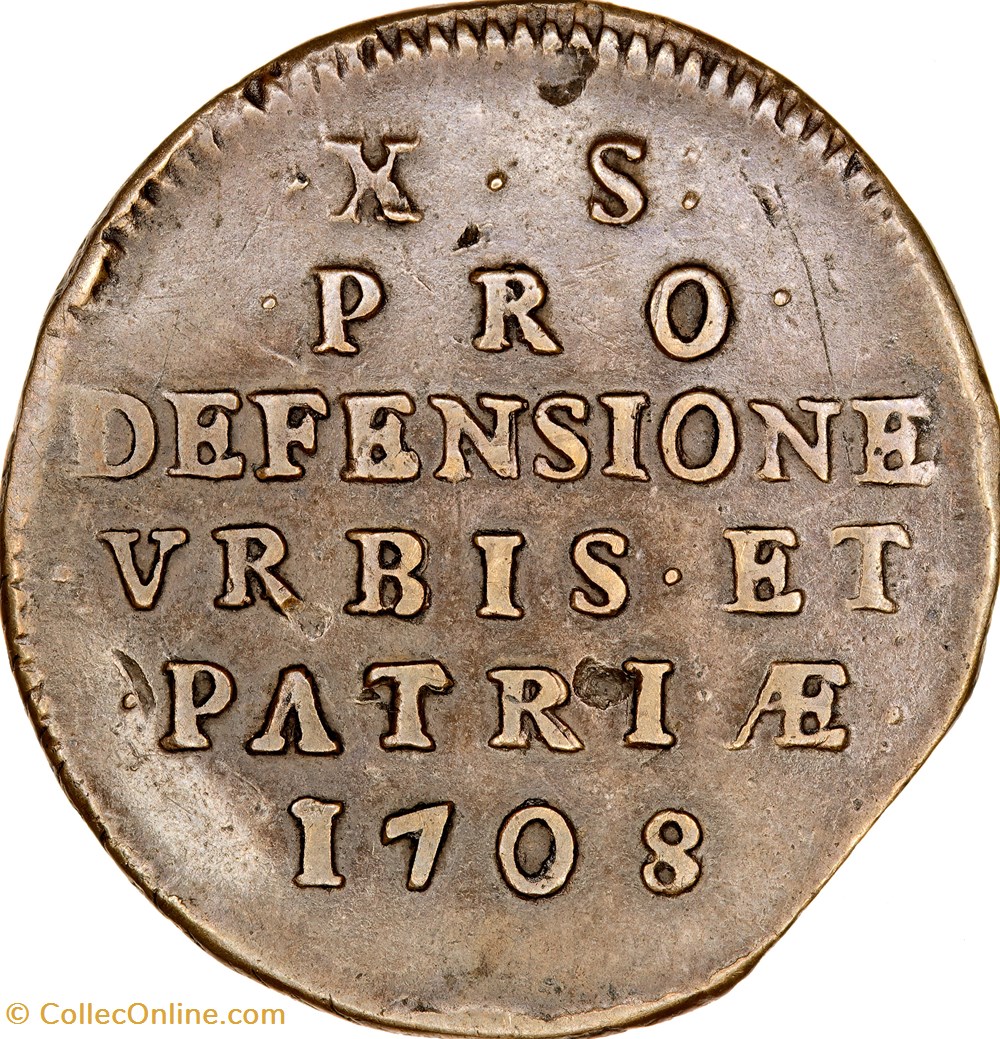 · X · S ·
· PRO ·
DEFENSIONE
VRBIS · ET
· PATRIÆ ·
1708
© CollecOnline.com